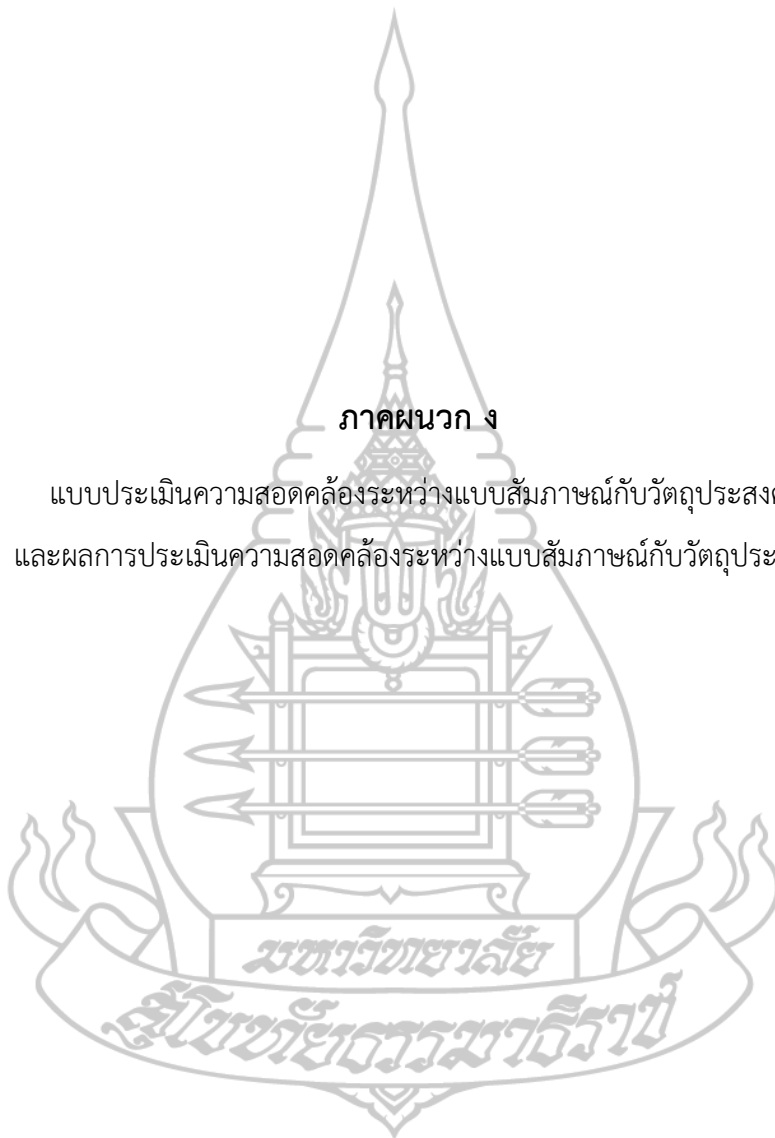 ภาคผนวก ง
แบบประเมินความสอดคล้องระหว่างแบบสัมภาษณ์กับวัตถุประสงค์
และผลการประเมินความสอดคล้องระหว่างแบบสัมภาษณ์กับวัตถุประ
มหาวิทยาลัย
สุโขทัยธรรมาธิราช